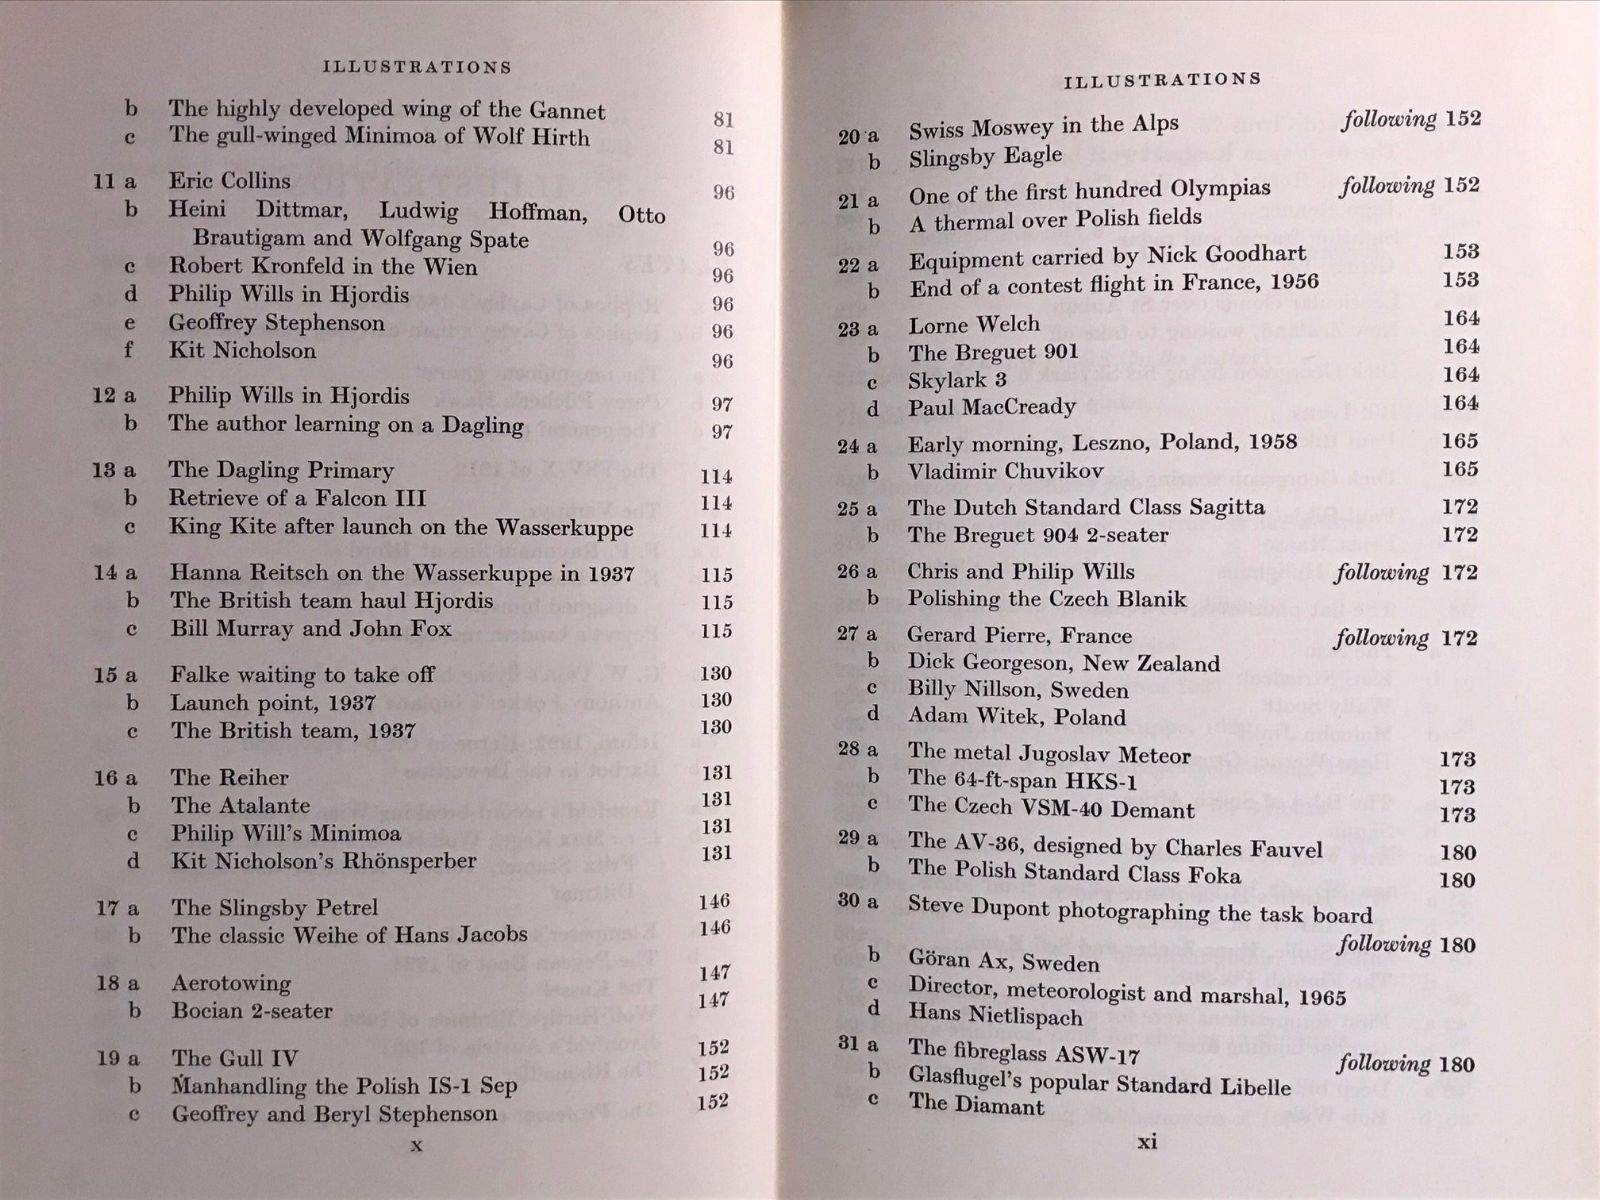 ILLUSTRATIONS
b The highly developed wing of the Gannet 81
c The gull-winged Minimoa of Wolf Hirth 81
11 a Eric Collins 96
b Heini Dittmar, Ludwig Hoffman, Otto
Brautigam and Wolfgang Spate 96
c Robert Kronfeld in the Wien 96
d Philip Wills in Hjordis 96
e Geoffrey Stephenson 96
f Kit Nicholson 96
12 a Philip Wills in Hjordis 97
b The author learning on a Dagling 97
13 a The Dagling Primary 114
b Retrieve of a Falcon III 114
c King Kite after launch on the Wasserkuppe 114
14 a Hanna Reitsch on the Wasserkuppe in 1937 115
b The British team haul Hjordis 115
c Bill Murray and John Fox 115
15 a Falke waiting to take off 130
b Launch point, 1937 130
c The British team, 1937 130
16 a The Reiher 131
b The Atalante 131
c Philip Will's Minimoa 131
d Kit Nicholson's Rhönsperber 131
17 a The Slingsby Petrel 146
b The classic Weihe of Hans Jacobs 146
18 a Aerotowing 147
b Bocian 2-seater 147
19 a The Gull IV 152
b Manhandling the Polish IS-1 Sep 152
c Geoffrey and Beryl Stephenson 152
x
ILLUSTRATIONS
20 a Swiss Moswey in the Alps following 152
b Slingsby Eagle
21 a One of the first hundred Olympias following 152
b A thermal over Polish fields
22 a Equipment carried by Nick Goodhart 153
b End of a contest flight in France, 1956 153
23 a Lorne Welch 164
b The Breguet 901 164
c Skylark 3 164
d Paul MacCready 164
24 a Early morning, Leszno, Poland, 1958 165
b Vladimir Chuvikov 165
25 a The Dutch Standard Class Sagitta 172
b The Breguet 904 2-seater 172
26 a Chris and Philip Wills following 172
b Polishing the Czech Blanik
27 a Gerard Pierre, France following 172
b Dick Georgeson, New Zealand
c Billy Nillson, Sweden
d Adam Witek, Poland
28 a The metal Jugoslav Meteor 173
b The 64-ft-span HKS-1 173
c The Czech VSM-40 Demant 173
29 a The AV-36, designed by Charles Fauvel 180
b The Polish Standard Class Foka 180
30 a Steve Dupont photographing the task board
following 180
b Göran Ax, Sweden
c Director, meteorologist and marshal, 1965
d Hans Nietlispach
31 a The fibreglass ASW-17 following 180
b Glasflugel's popular Standard Libelle
c The Diamant
xi